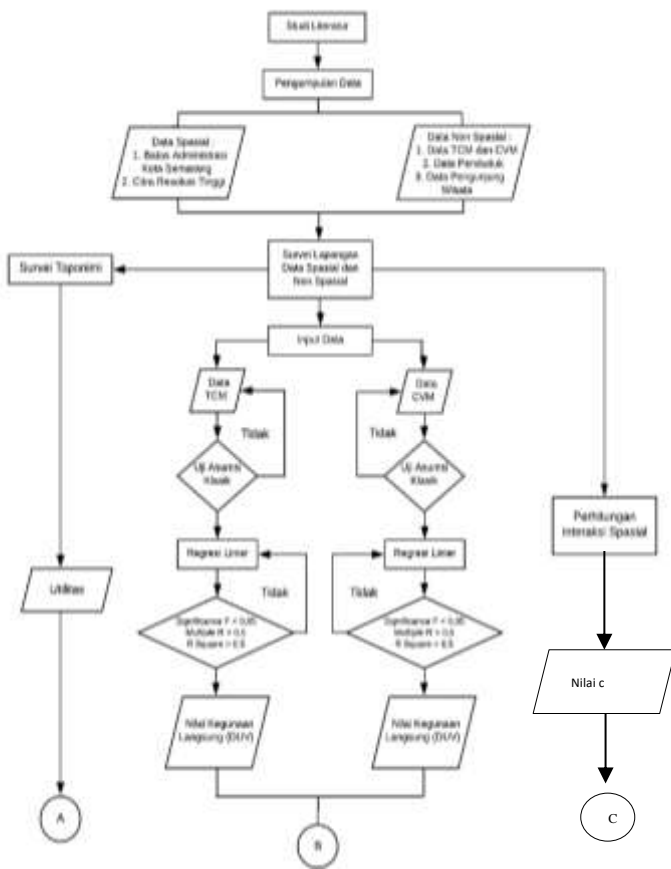 Studi Literatur
Pengumpulan Data
Data Spasial :
1. Batas Administrasi
Kota Semarang
2. Citra Resolusi Tinggi
Data Non Spasial :
1. Data TCM dan CVM
2. Data Penduduk
3. Data Pengunjung
Wisata
Survei Toponimi
Survei Lapangan
Data Spasial dan
Non Spasial
Input Data
Data
TCM
Data
CVM
Tidak
Tidak
Uji Asumsi
Klasik
Uji Asumsi
Klasik
Perhitungan
Interaksi Spasial
Regresi Linier
Regresi Linier
Utilitas
Tidak
Tidak
Significance F < 0,05
Multiple R > 0,5
R Square > 0,5
Significance F < 0,05
Multiple R > 0,5
R Square > 0,5
Nilai c
Nilai Kegunaan
Langsung (DUV)
Nilai Kegunaan
Langsung (DUV)
A
B
C